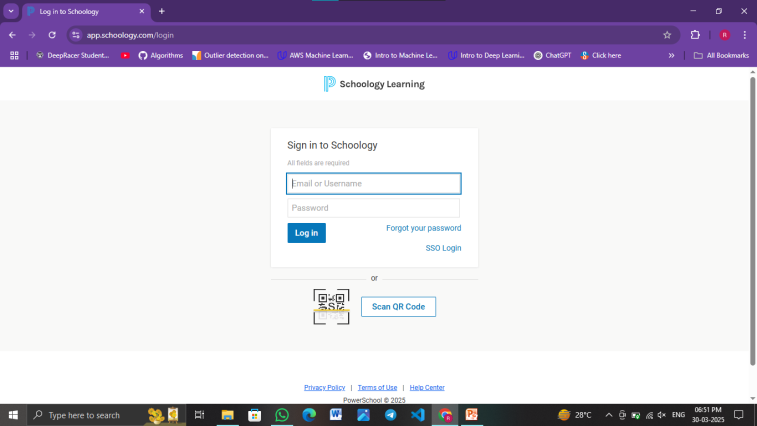 Log in to Schoology
app.schoology.com/login
R
DeepRacer Student...
Algorithms
Outlier detection on...
AWS Machine Learn...
Intro to Machine Le...
Intro to Deep Learni...
ChatGPT
Click here
All Bookmarks
Schoology Learning
Sign in to Schoology
All fields are required
Email or Username
Password
Log in
Forgot your password
SSO Login
or
Scan QR Code
Privacy Policy | Terms of Use | Help Center
PowerSchool © 2025
Type here to search
28°C
ENG
06:51 PM
30-03-2025